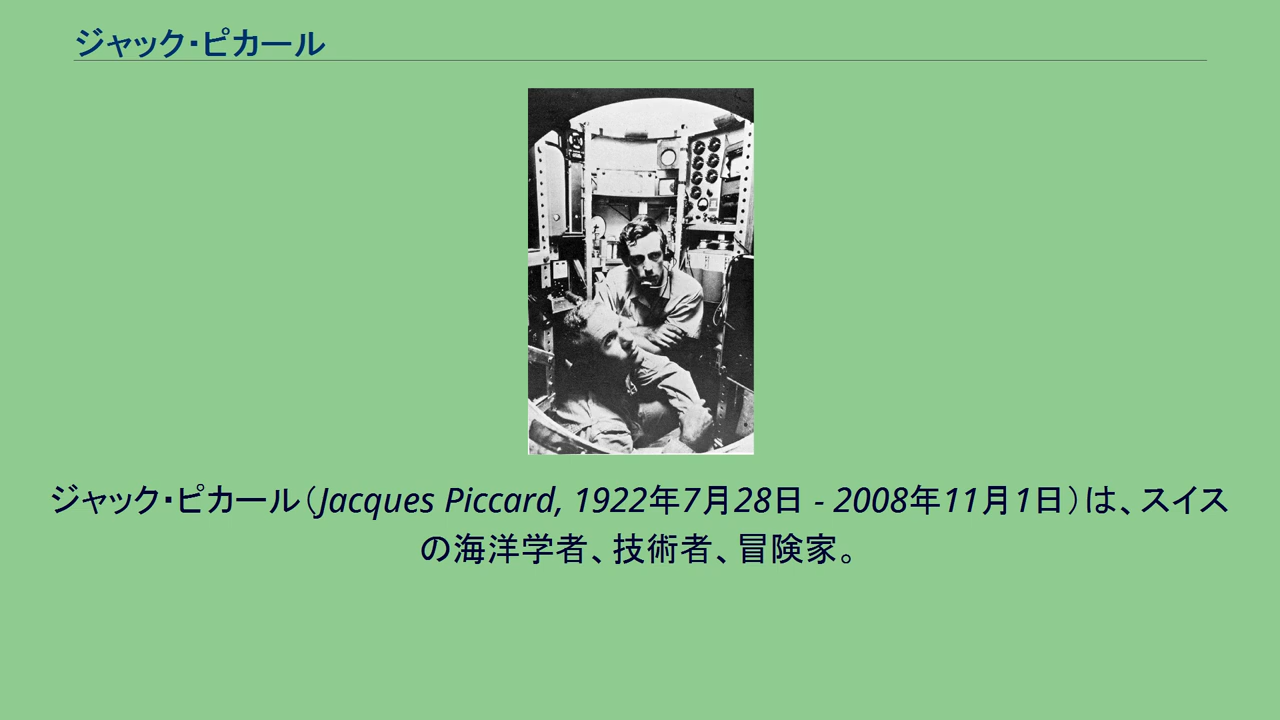 ジャック・ピカール
ジャック・ピカール（Jacques Piccard, 1922年7月28日 - 2008年11月1日）は、スイス
の海洋学者、技術者、冒険家。